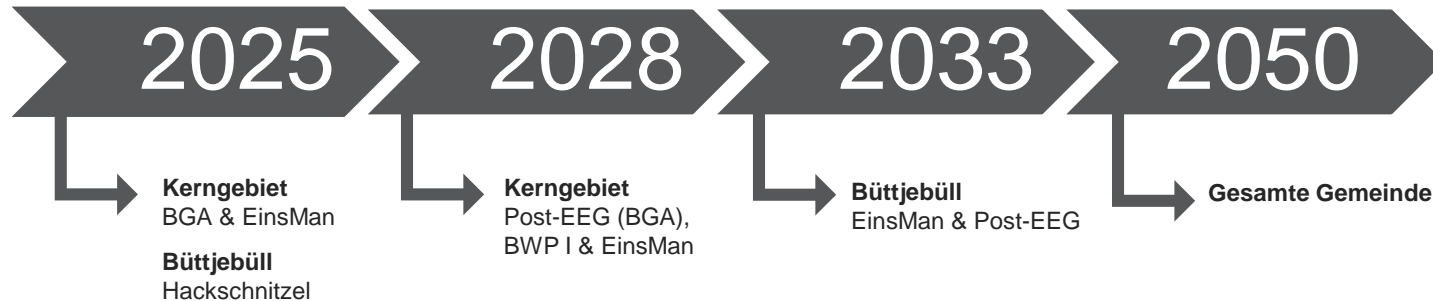 2025
2028
2033
2050
Kerngebiet
BGA & EinsMan
Büttjebüll
Hackschnitzel
Kerngebiet
Post-EEG (BGA),
BWP I & EinsMan
Büttjebüll
EinsMan & Post-EEG
Gesamte Gemeinde